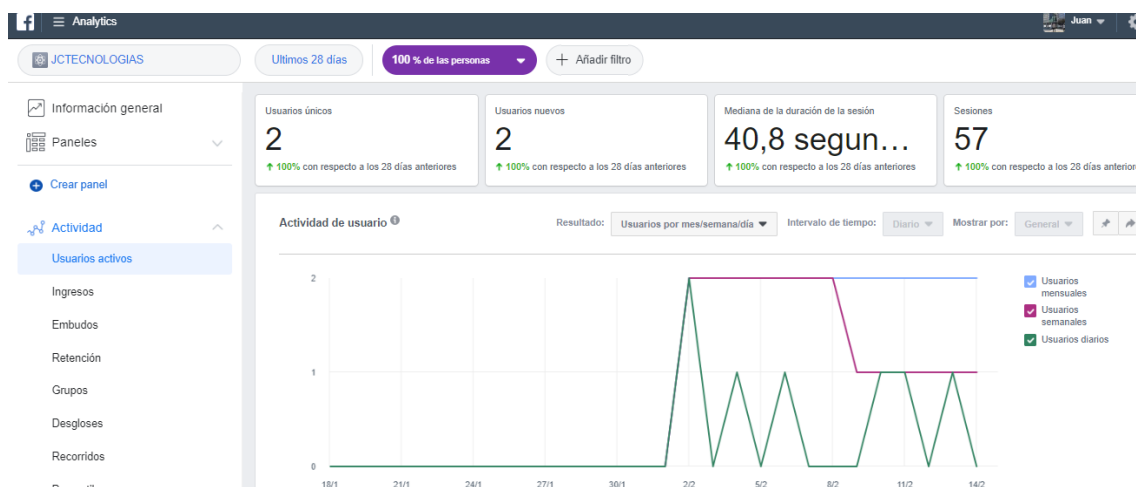 Analytics
Juan
JCTECNOLOGIAS
Ultimos 28 días
100 % de las personas
Añadir filtro
Información general
Paneles
Crear panel
Actividad
Usuarios activos
Ingresos
Embudos
Retención
Grupos
Desgloses
Recorridos
Usuarios únicos
2
100% con respecto a los 28 días anteriores
Usuarios nuevos
2
100% con respecto a los 28 días anteriores
Mediana de la duración de la sesión
40,8 segun...
100% con respecto a los 28 días anteriores
Sesiones
57
100% con respecto a los 28 días
Actividad de usuario
Resultado: Usuarios por mes/semana/día
Intervalo de tiempo: Diario
Mostrar por: General
2
1
0
18/1 21/1 24/1 27/1 30/1 2/2 5/2 8/2 11/2 14/2
Usuarios
mensuales
Usuarios
semanales
Usuarios diarios